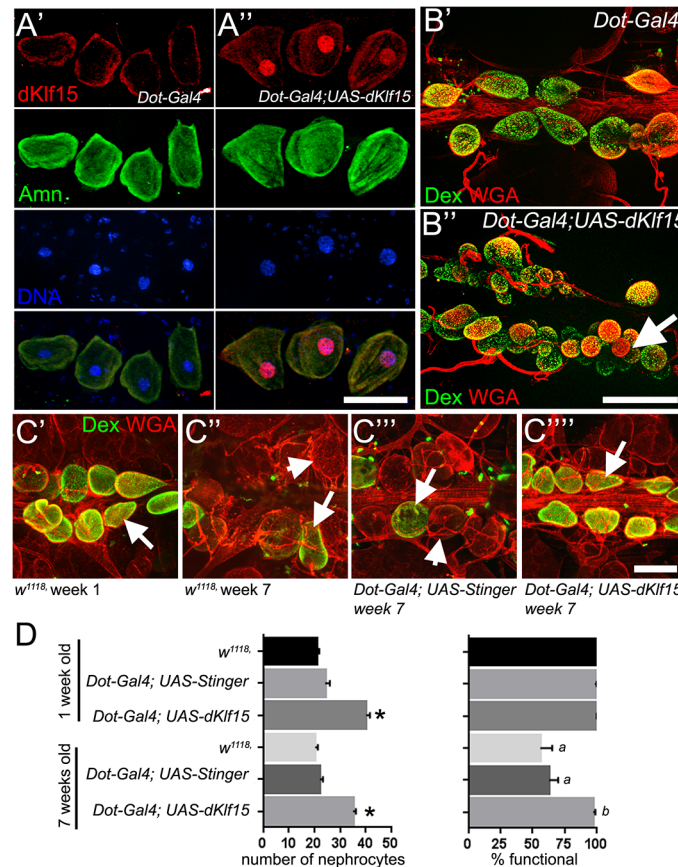 A' A'' B' Dot-Gal4
dKlf15 Dot-Gal4 Dot-Gal4;UAS-dKlf15
Amn
Dex WGA
B'' Dot-Gal4;UAS-dKlf15
DNA
Dex WGA
C' Dex WGA C'' C''' C''''
w1118, week 1 w1118, week 7 Dot-Gal4; UAS-Stinger Dot-Gal4; UAS-dKlf15
week 7 week 7
D
1 week old
w1118,
Dot-Gal4; UAS-Stinger
Dot-Gal4; UAS-dKlf15 *
7 weeks old
w1118, a
Dot-Gal4; UAS-Stinger a
Dot-Gal4; UAS-dKlf15 * b
0 10 20 30 40 50 0 25 50 75 100
number of nephrocytes % functional